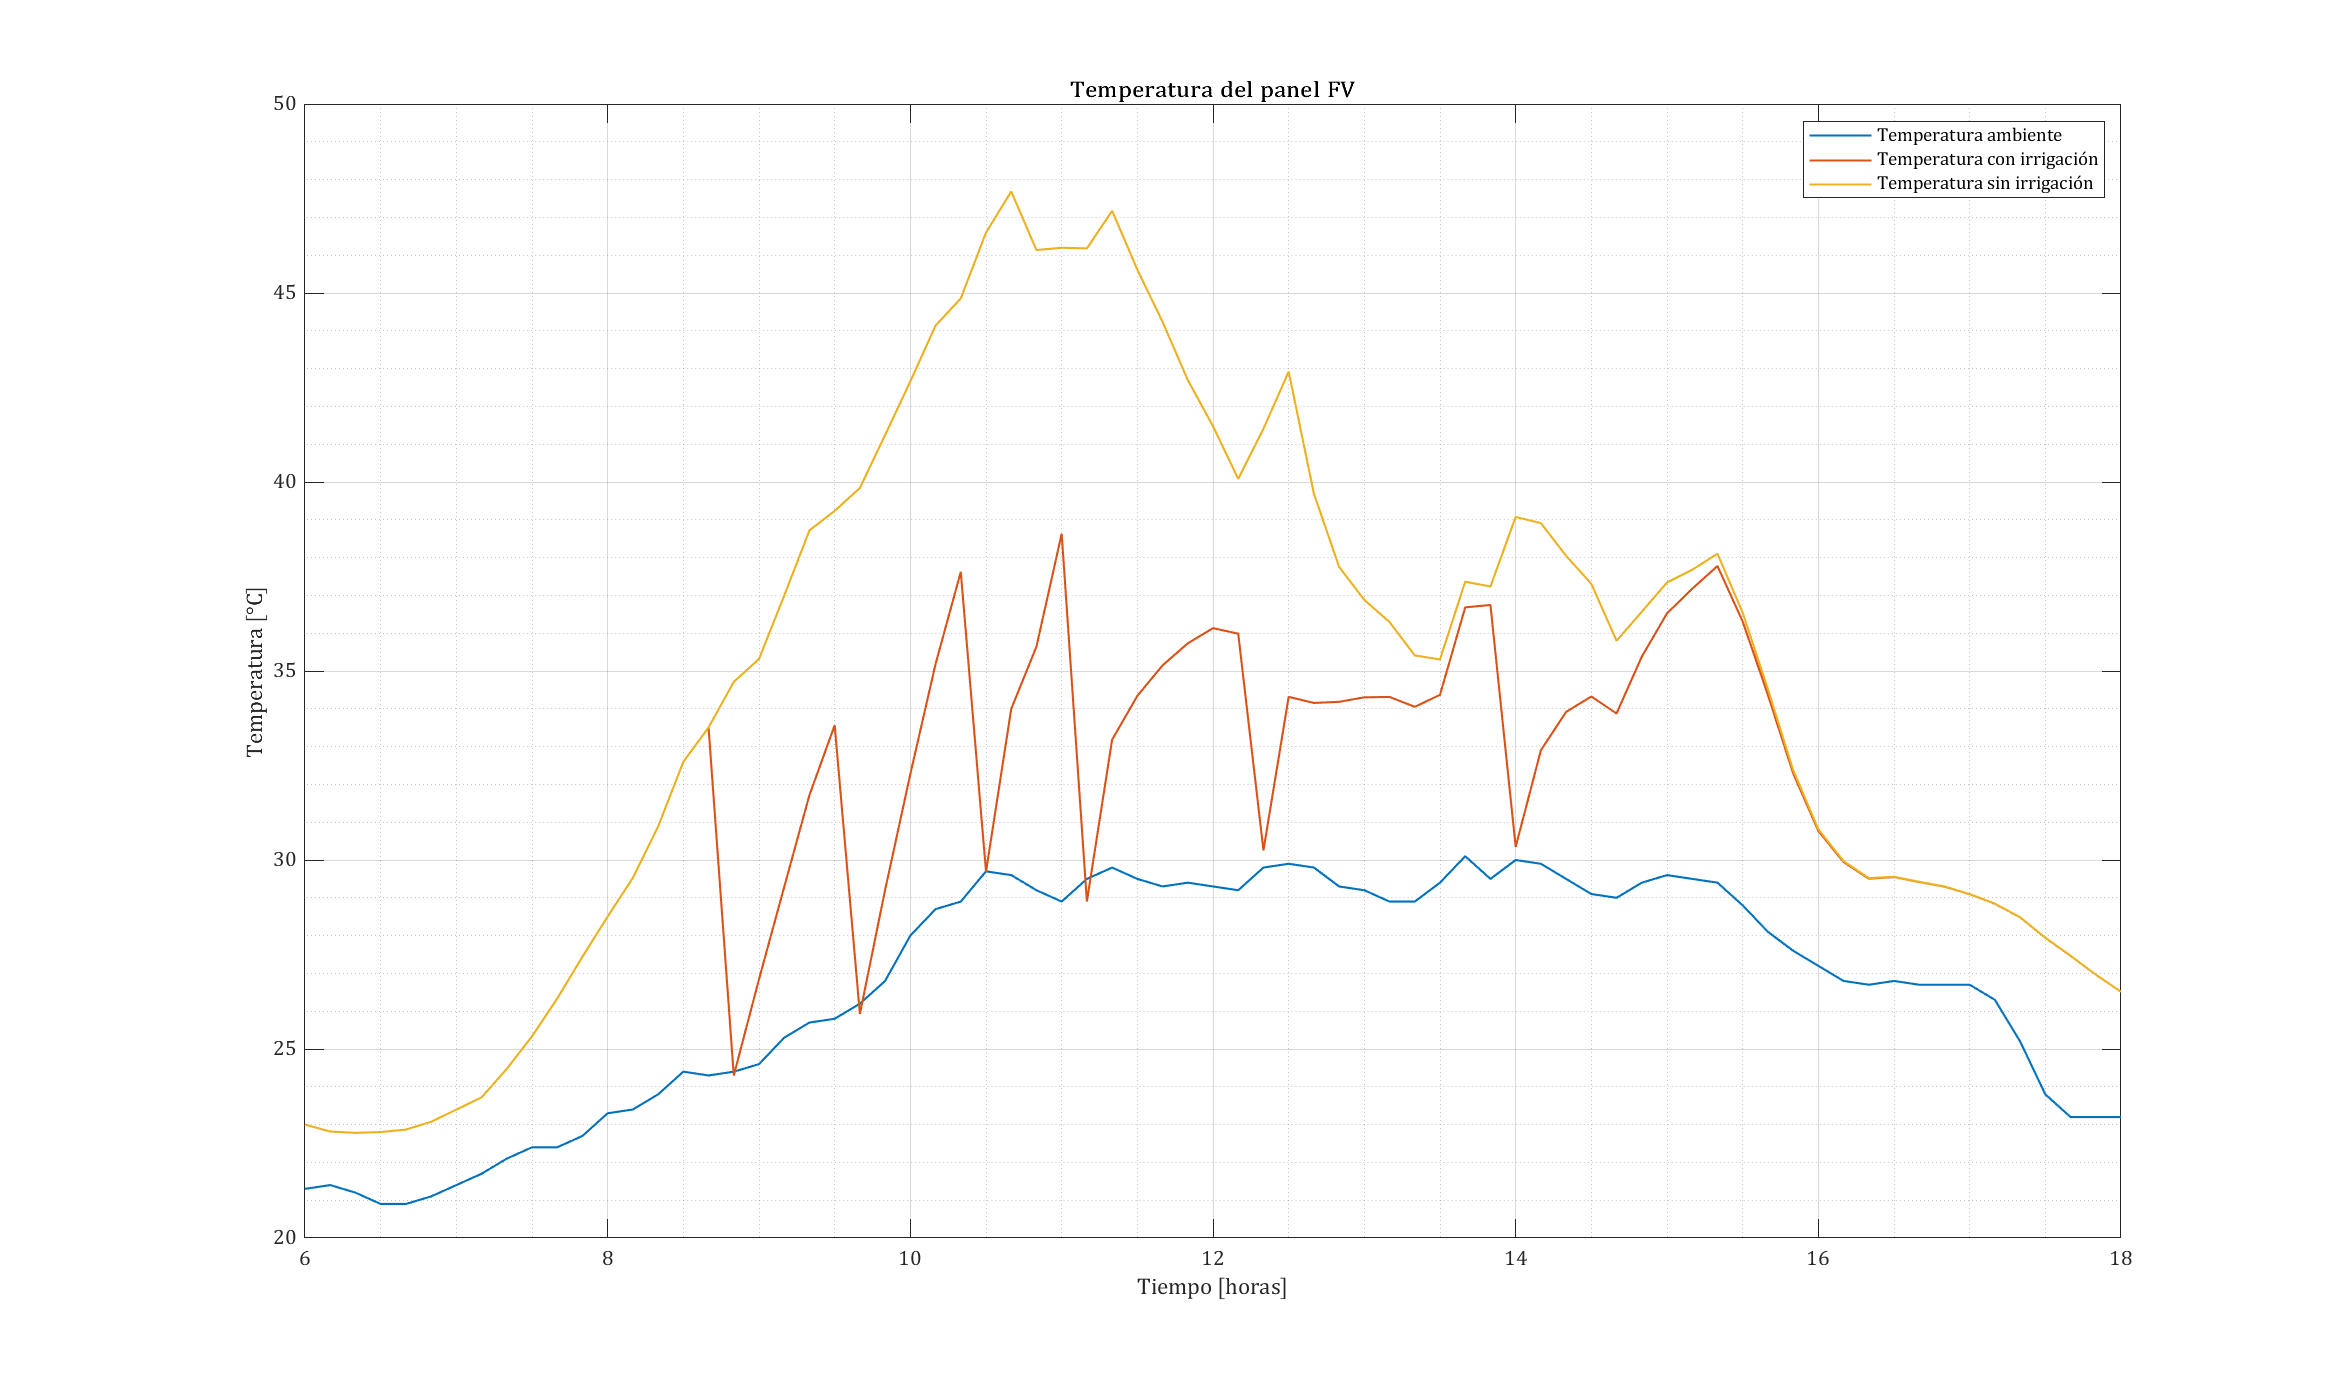 Temperatura del panel FV
50
45
40
35
30
25
20
Temperatura [°C]
Temperatura ambiente
Temperatura con irrigación
Temperatura sin irrigación
6 8 10 12 14 16 18
Tiempo [horas]